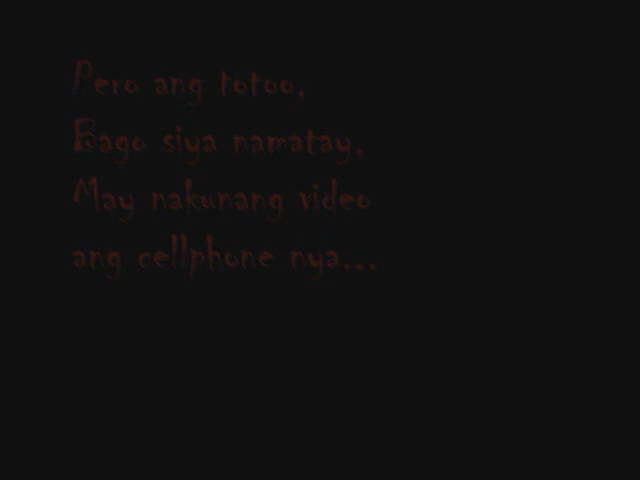 Pero ang totoo,
Bago siya namatay,
May nakunang video
ang cellphone nya...